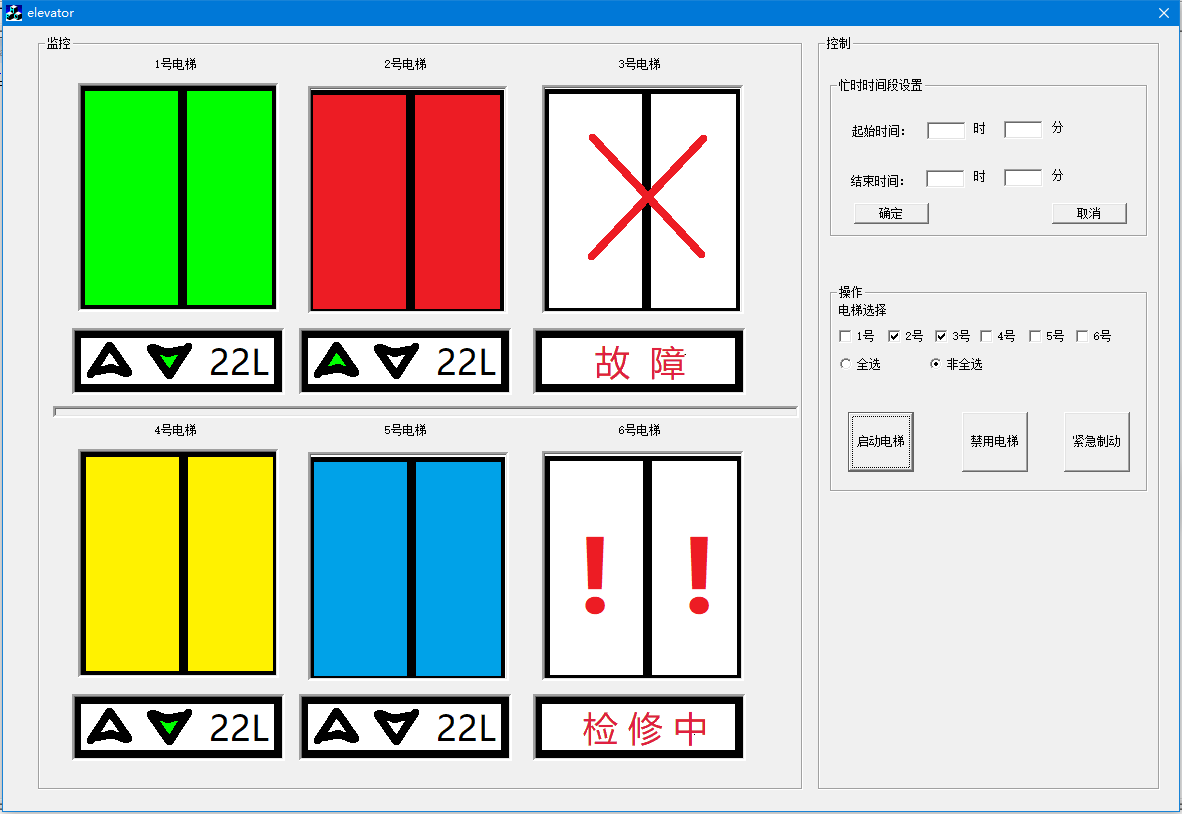 elevator
监控
1号电梯 2号电梯 3号电梯
22L 22L 故 障
4号电梯 5号电梯 6号电梯
! !
22L 22L 检修中
控制
忙时时间段设置
起始时间： 时 分
结束时间： 时 分
确定 取消
操作
电梯选择
1号 2号 3号 4号 5号 6号
全选 非全选
启动电梯 禁用电梯 紧急制动